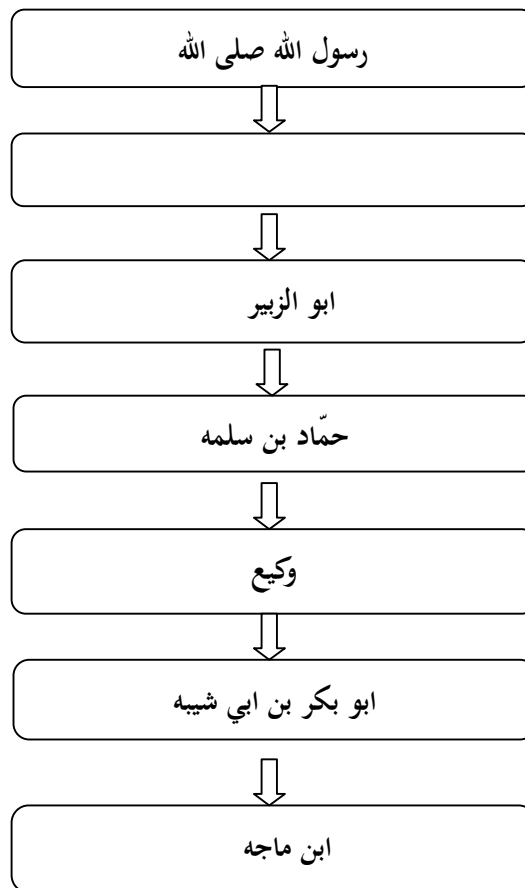 رسول الله صلى الله
ابو الزبير
حمّاد بن سلمه
وكيع
ابو بكر بن ابي شيبه
ابن ماجه